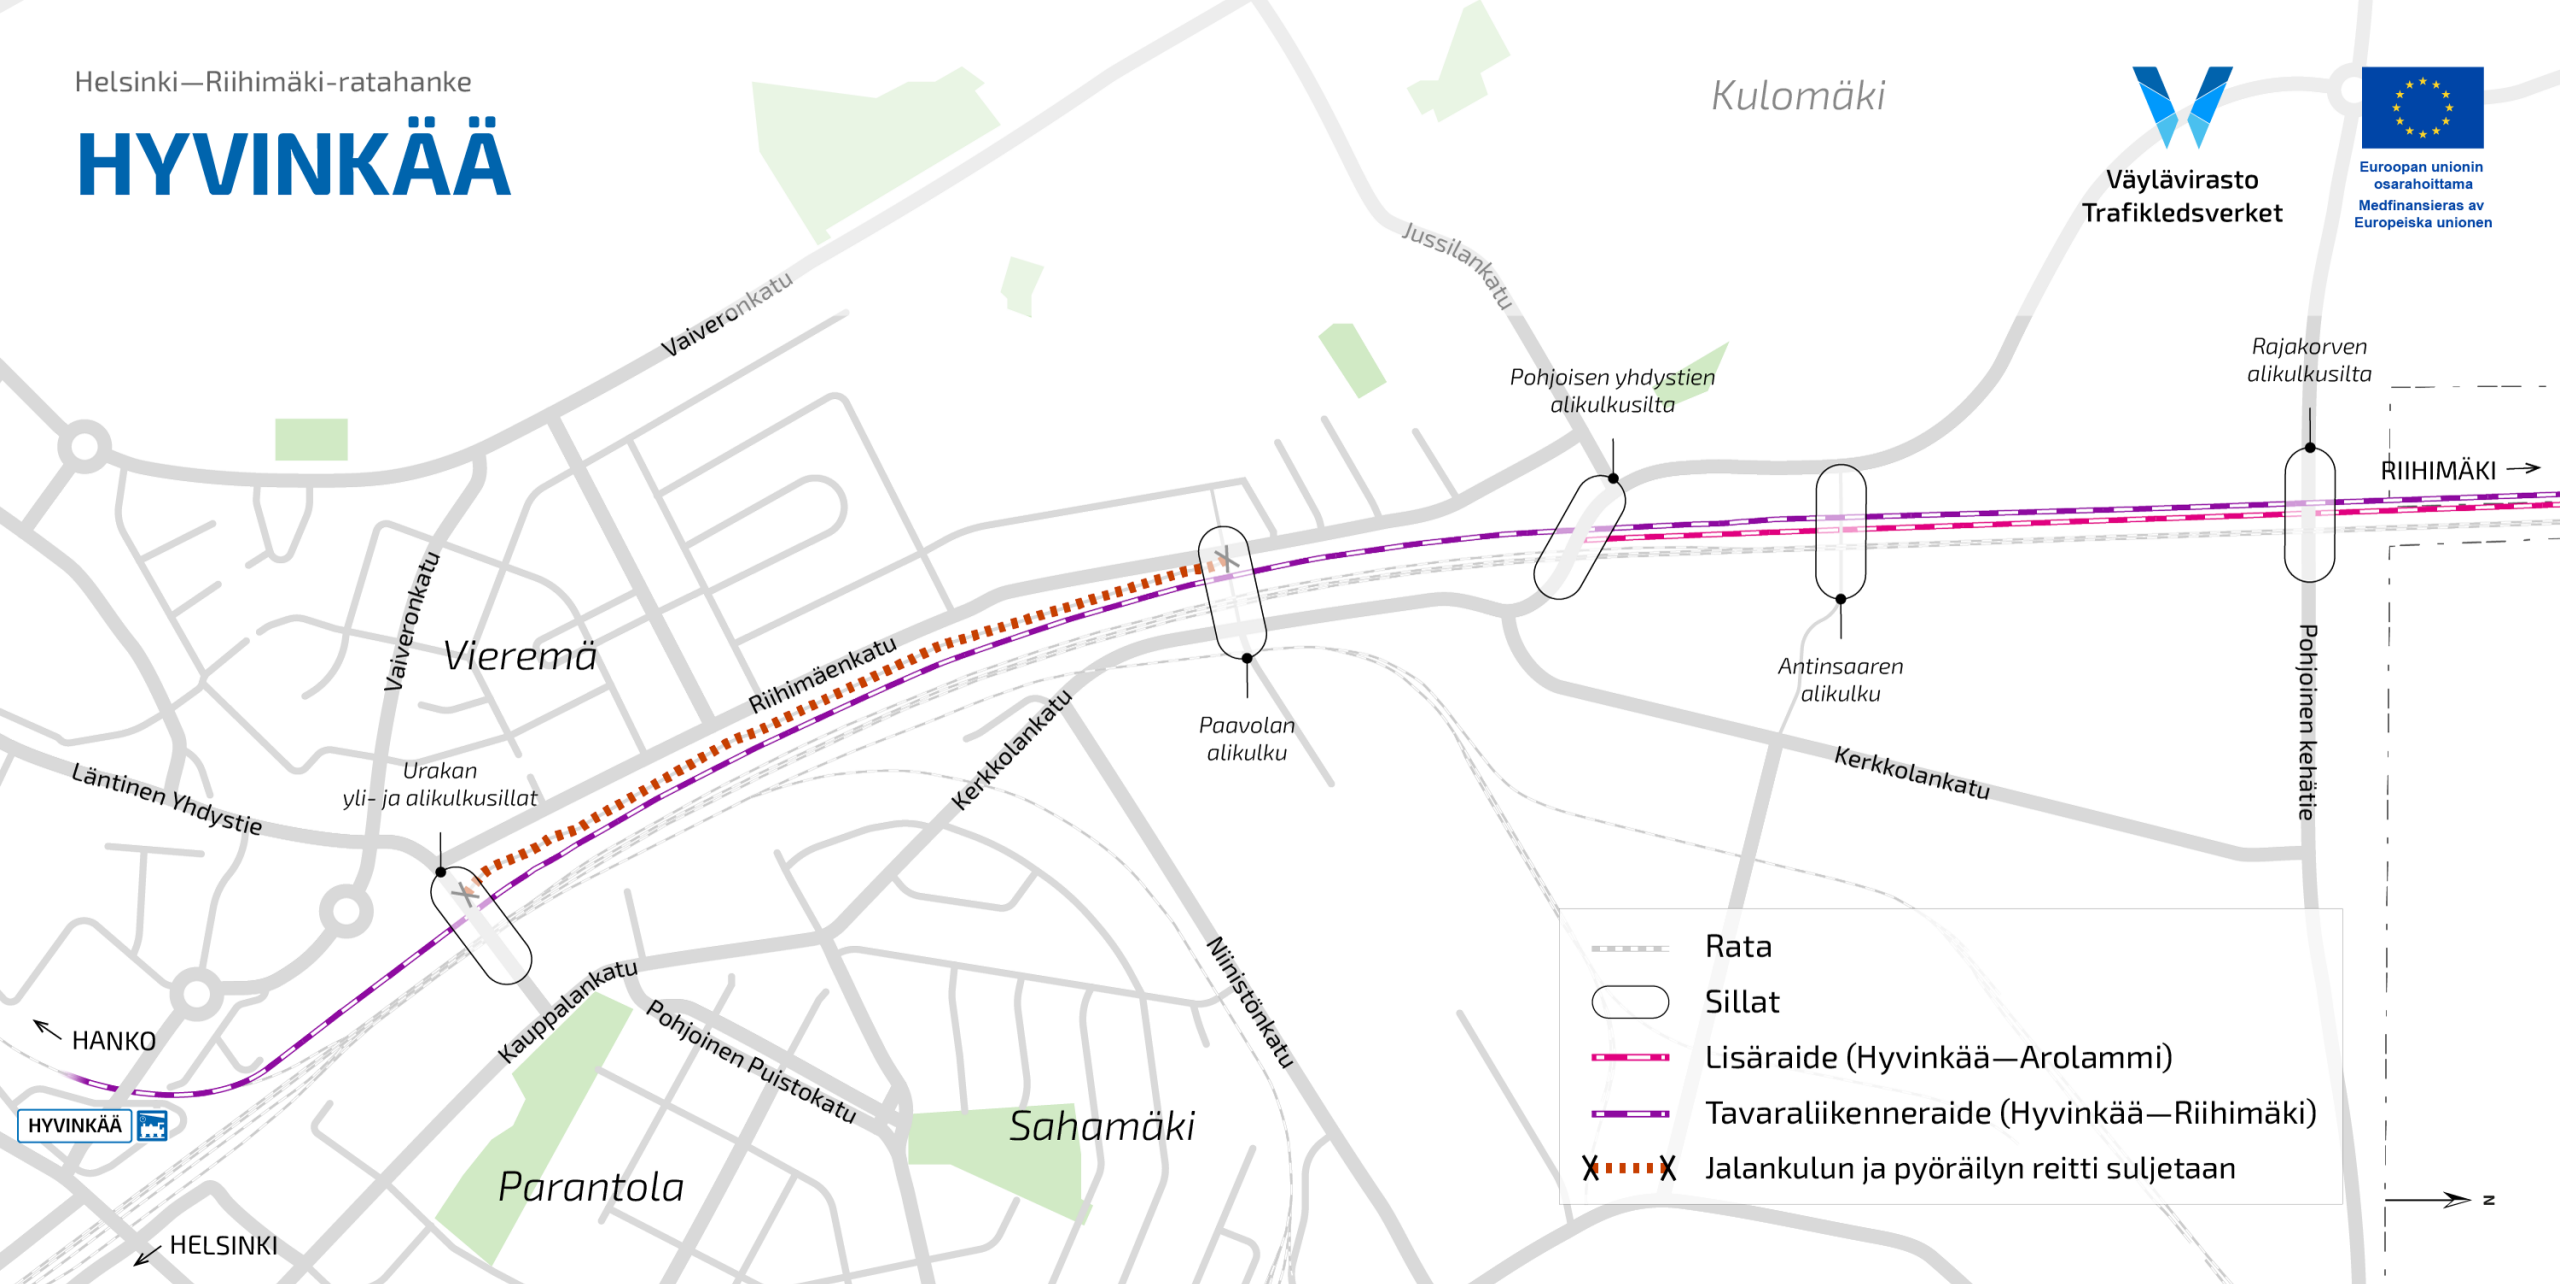 Helsinki—Riihimäki-ratahanke
HYVINKÄÄ
Kulomäki
Väylävirasto
Trafikledsverket
Euroopan unionin
osarahoittama
Medfinansieras av
Europeiska unionen
Vaiveronkatu
Jussilankatu
Pohjoisen yhdystien
alikulkusilta
Rajakorven
alikulkusilta
RIIHIMÄKI
Vaiveronkatu
Vieremä
Riihimäenkatu
Antinsaaren
alikulku
Pohjoinen kehätie
Paavolan
alikulku
Kerkkolankatu
Kerkkolankatu
Läntinen Yhdystie
Urakan
yli- ja alikulkusillat
Niinistönkatu
Kauppalankatu
Pohjoinen Puistokatu
HANKO
HYVINKÄÄ
Sahamäki
Parantola
HELSINKI
Rata
Sillat
Lisäraide (Hyvinkää—Arolammi)
Tavaraliikenneraide (Hyvinkää—Riihimäki)
Jalankulun ja pyöräilyn reitti suljetaan
N